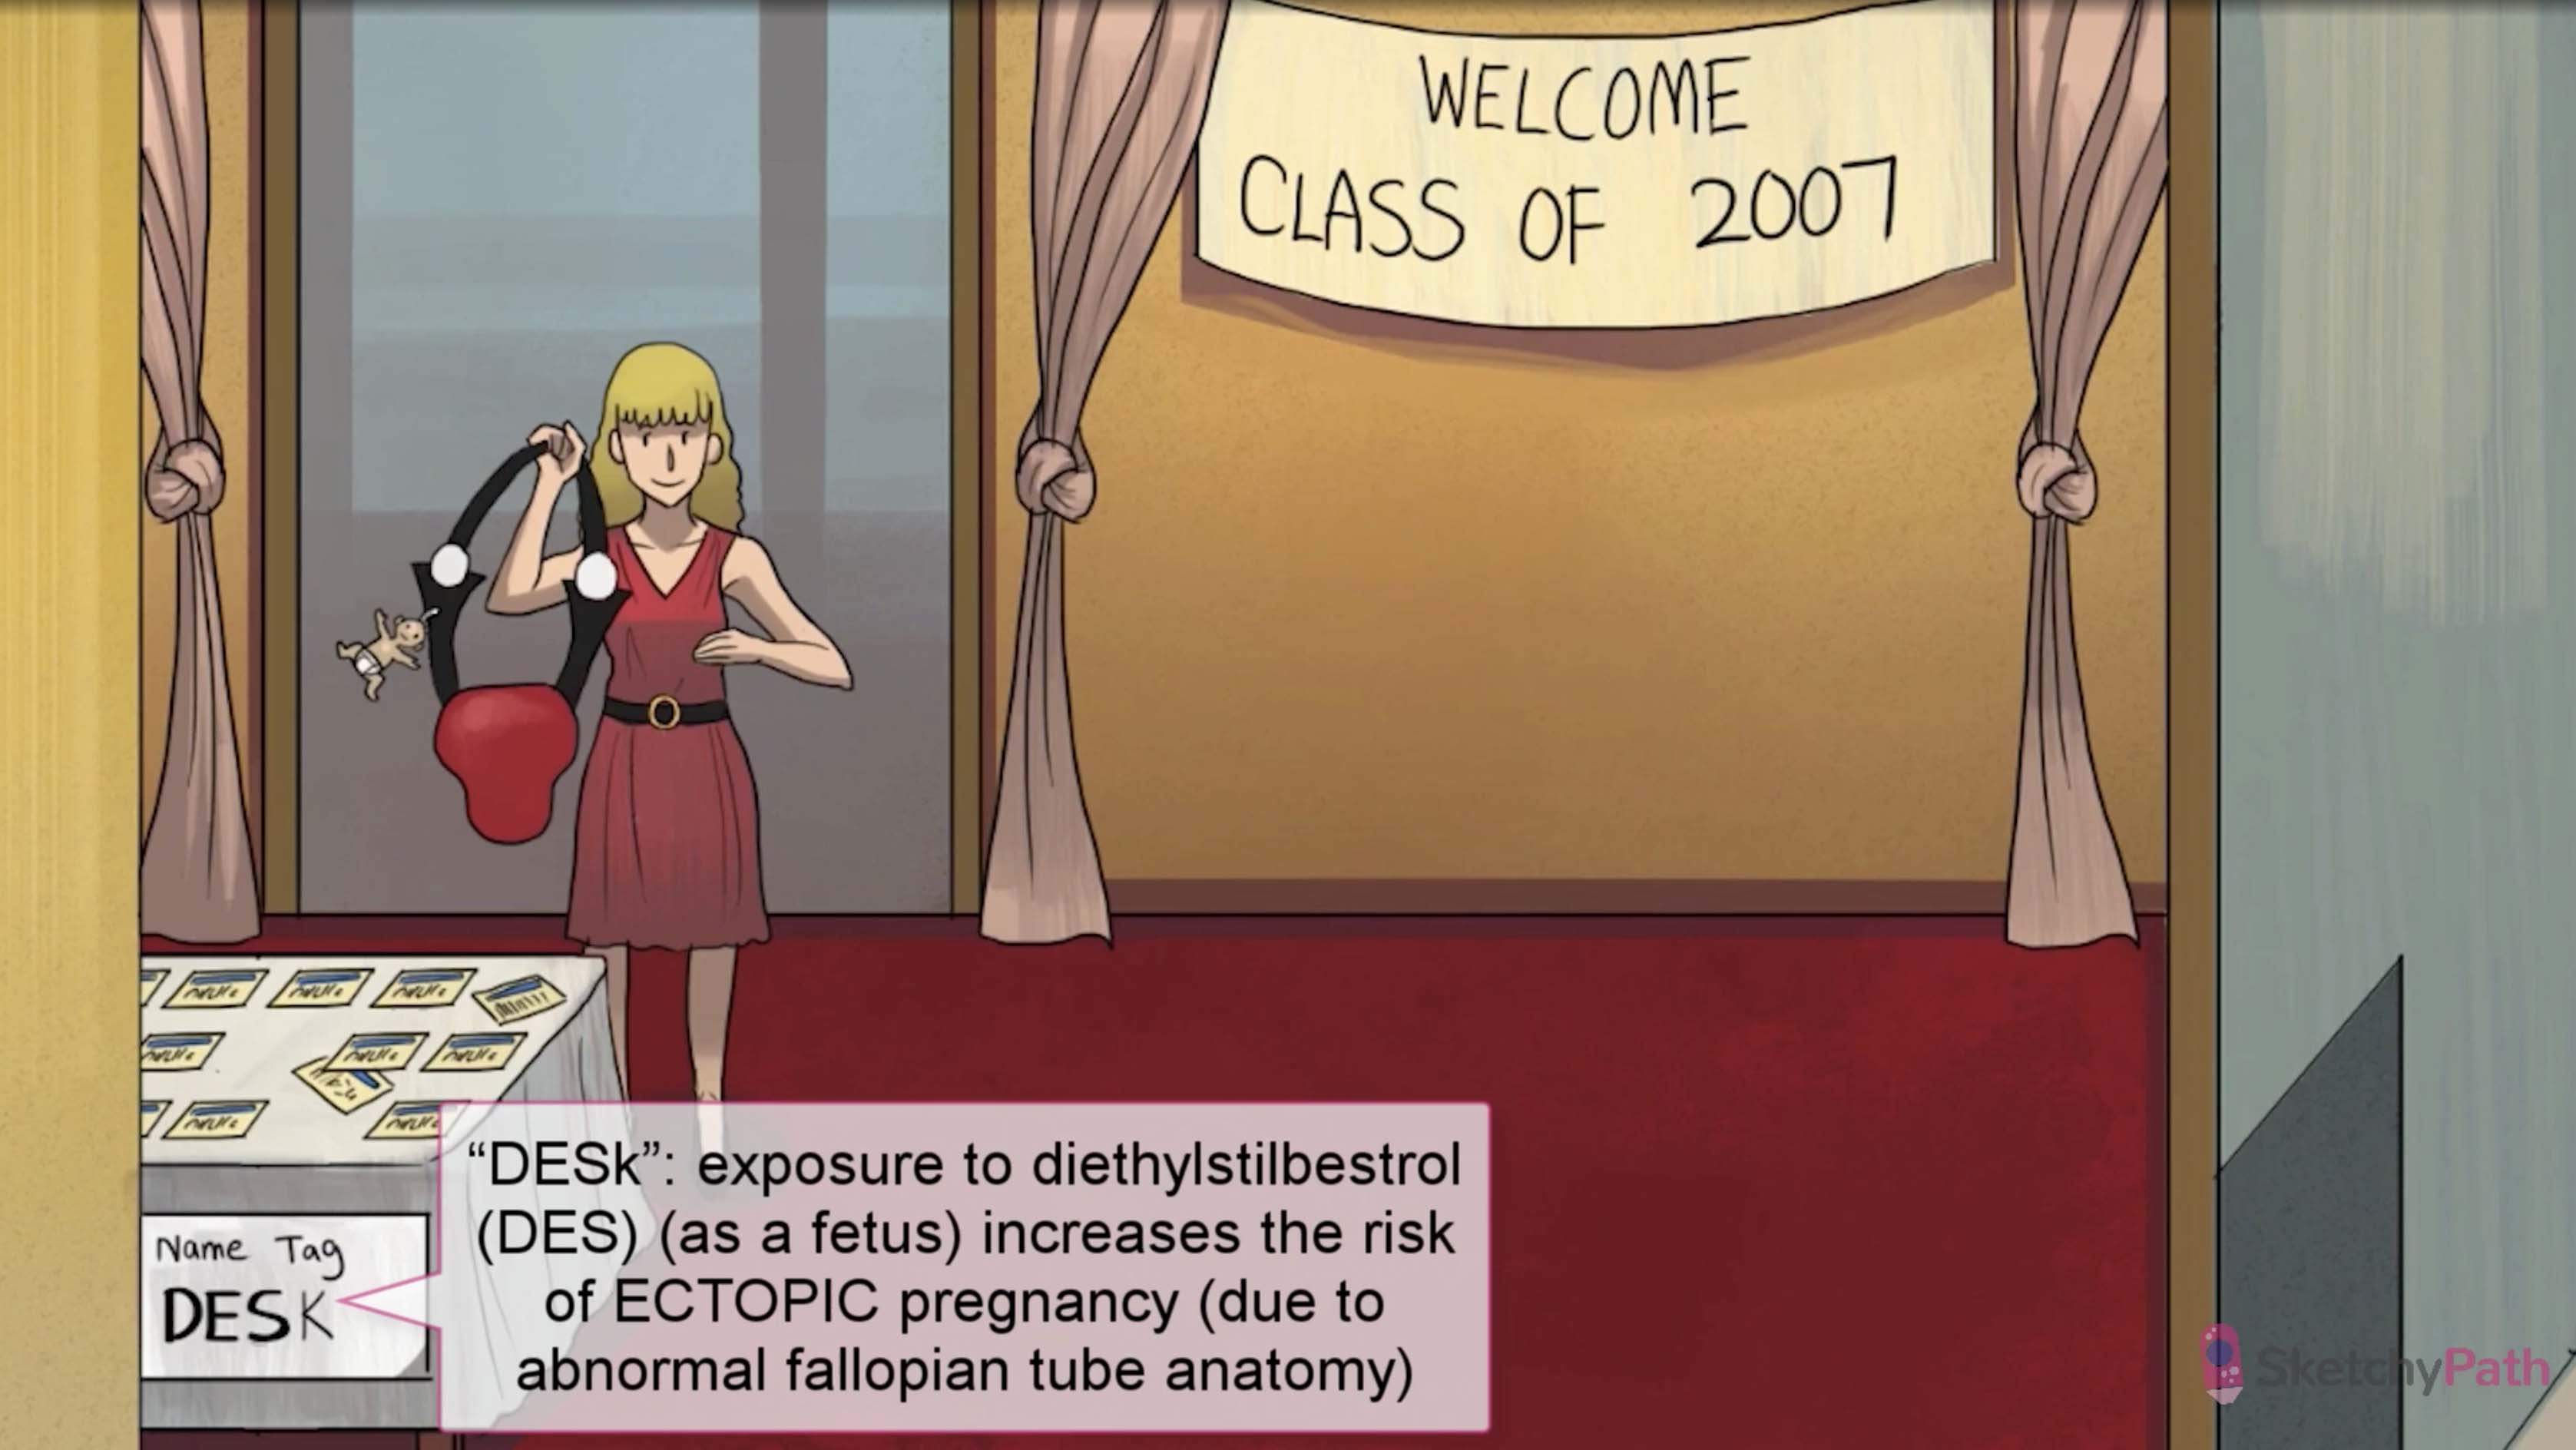 WELCOME
CLASS OF 2007
Name Tag
DESK
“DESk”: exposure to diethylstilbestrol
(DES) (as a fetus) increases the risk
of ECTOPIC pregnancy (due to
abnormal fallopian tube anatomy)
SketchyPath